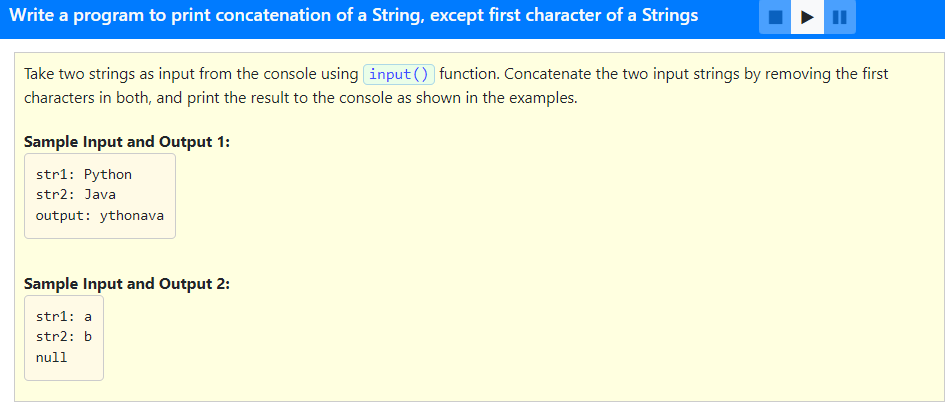 Write a program to print concatenation of a String, except first character of a Strings
Take two strings as input from the console using input() function. Concatenate the two input strings by removing the first
characters in both, and print the result to the console as shown in the examples.
Sample Input and Output 1:
str1: Python
str2: Java
output: ythonava
Sample Input and Output 2:
str1: a
str2: b
null